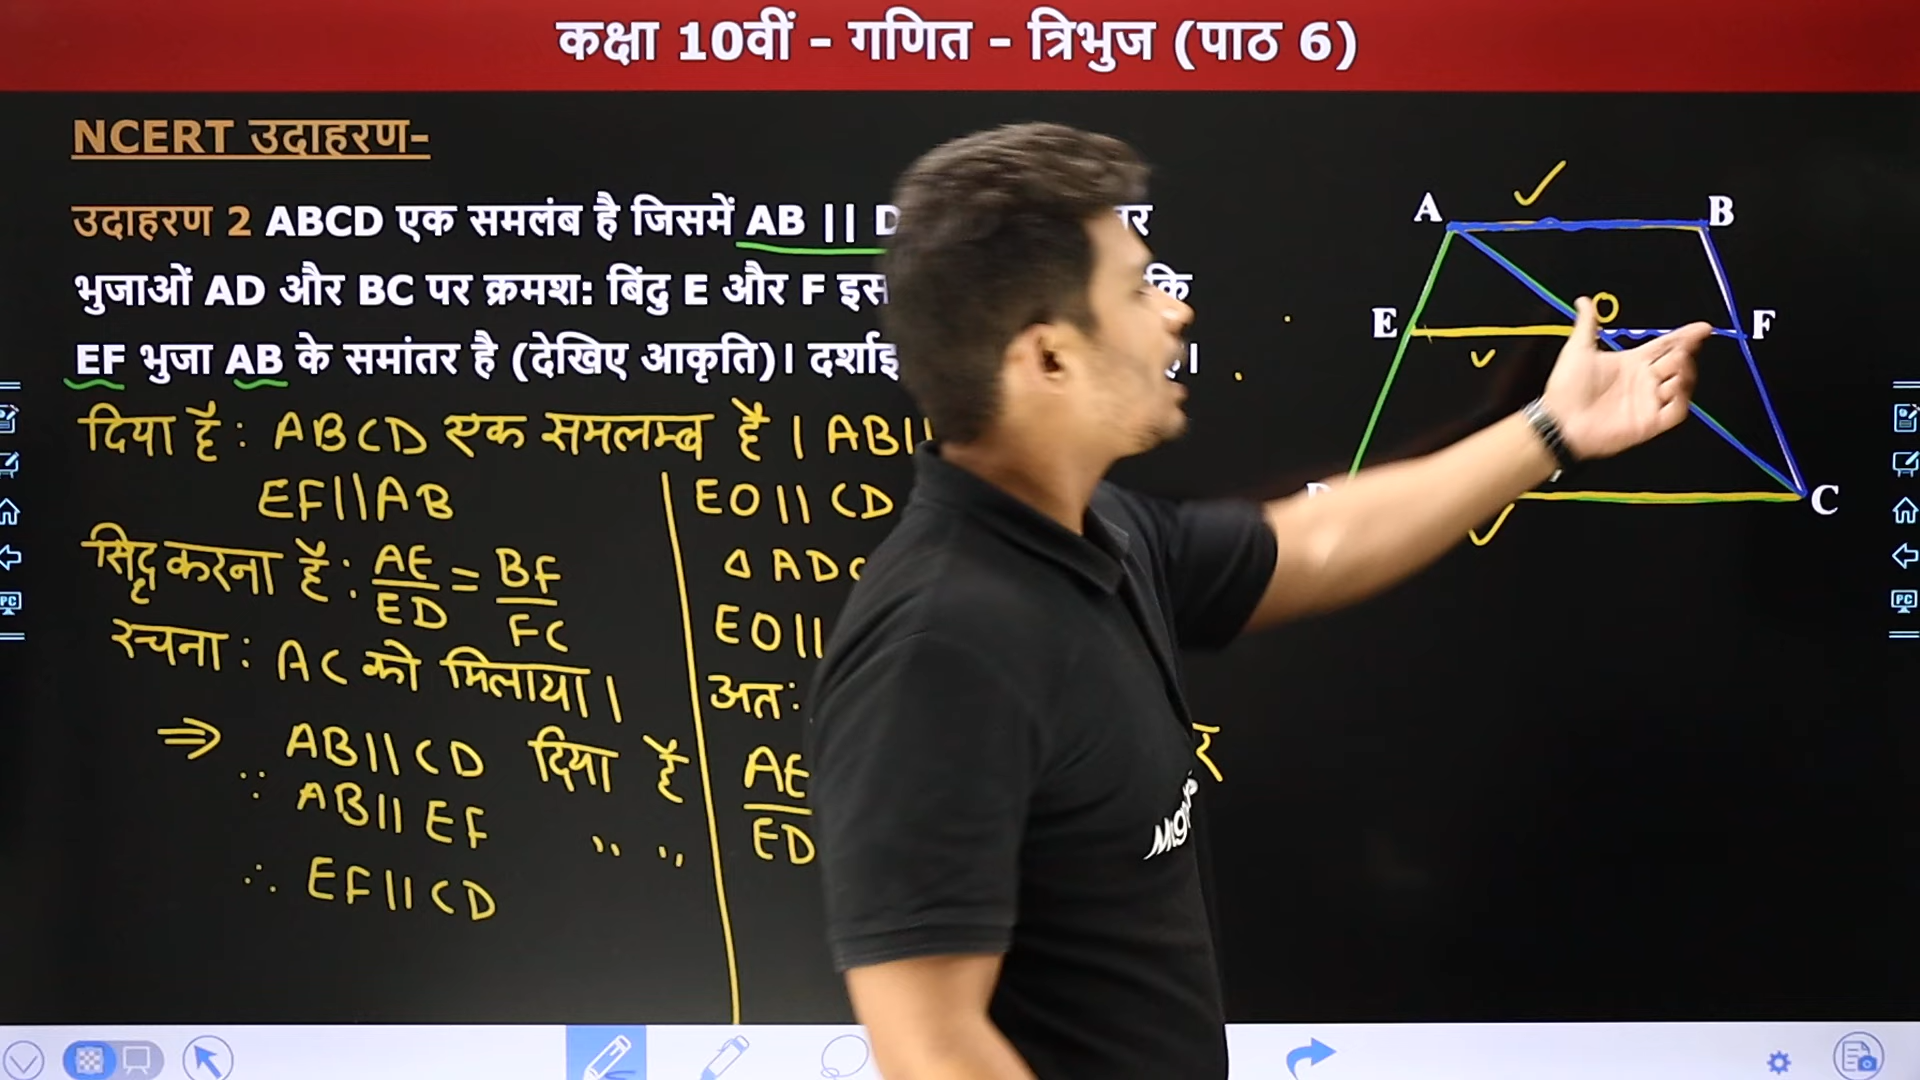 कक्षा 10वीं - गणित - त्रिभुज (पाठ 6)
NCERT उदाहरण-
उदाहरण 2 ABCD एक समलंब है जिसमें AB || D
भुजाओं AD और BC पर क्रमश: बिंदु E और F इस कि
EF भुजा AB के समांतर है (देखिए आकृति)।
दिया है : ABCD एक समलम्ब है । AB||
EF||AB
सिद्ध करना है : AE/ED = BF/FC
रचना : AC को मिलाया ।
⇒ AB||CD दिया है
∵ AB||EF " "
∴ EF||CD
EO||CD
△ADC
EO||
अतः
AE
ED
A
B
O
E
F
C
PC
PC